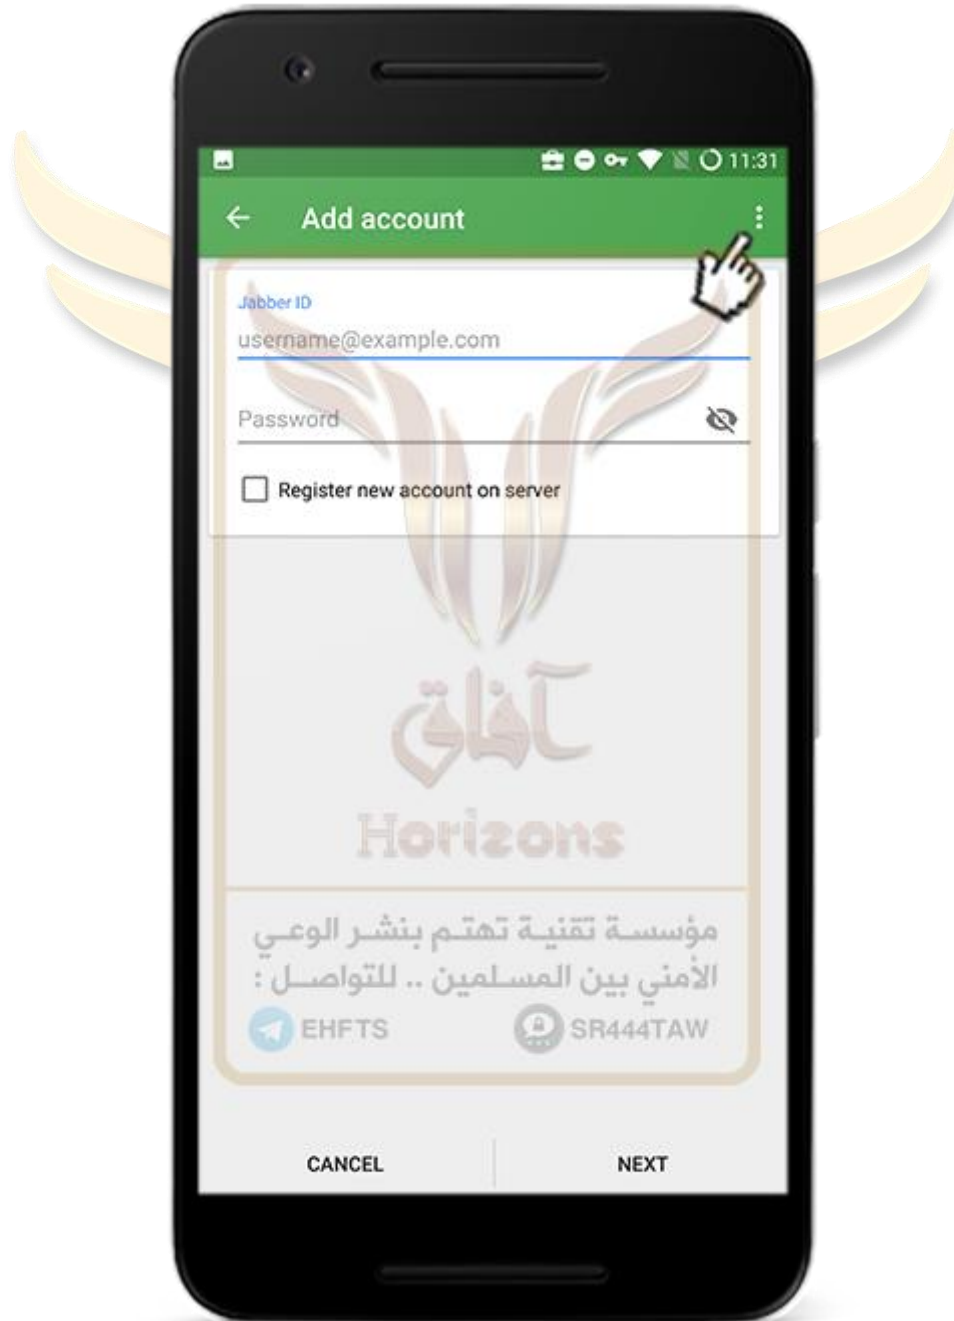 11:31
Add account
Jabber ID
username@example.com
Password
Register new account on server
آفاق
Horizons
مؤسسة تقنية تهتم بنشر الوعي
الأمني بين المسلمين .. للتواصل :
EHFTS
SR444TAW
CANCEL
NEXT